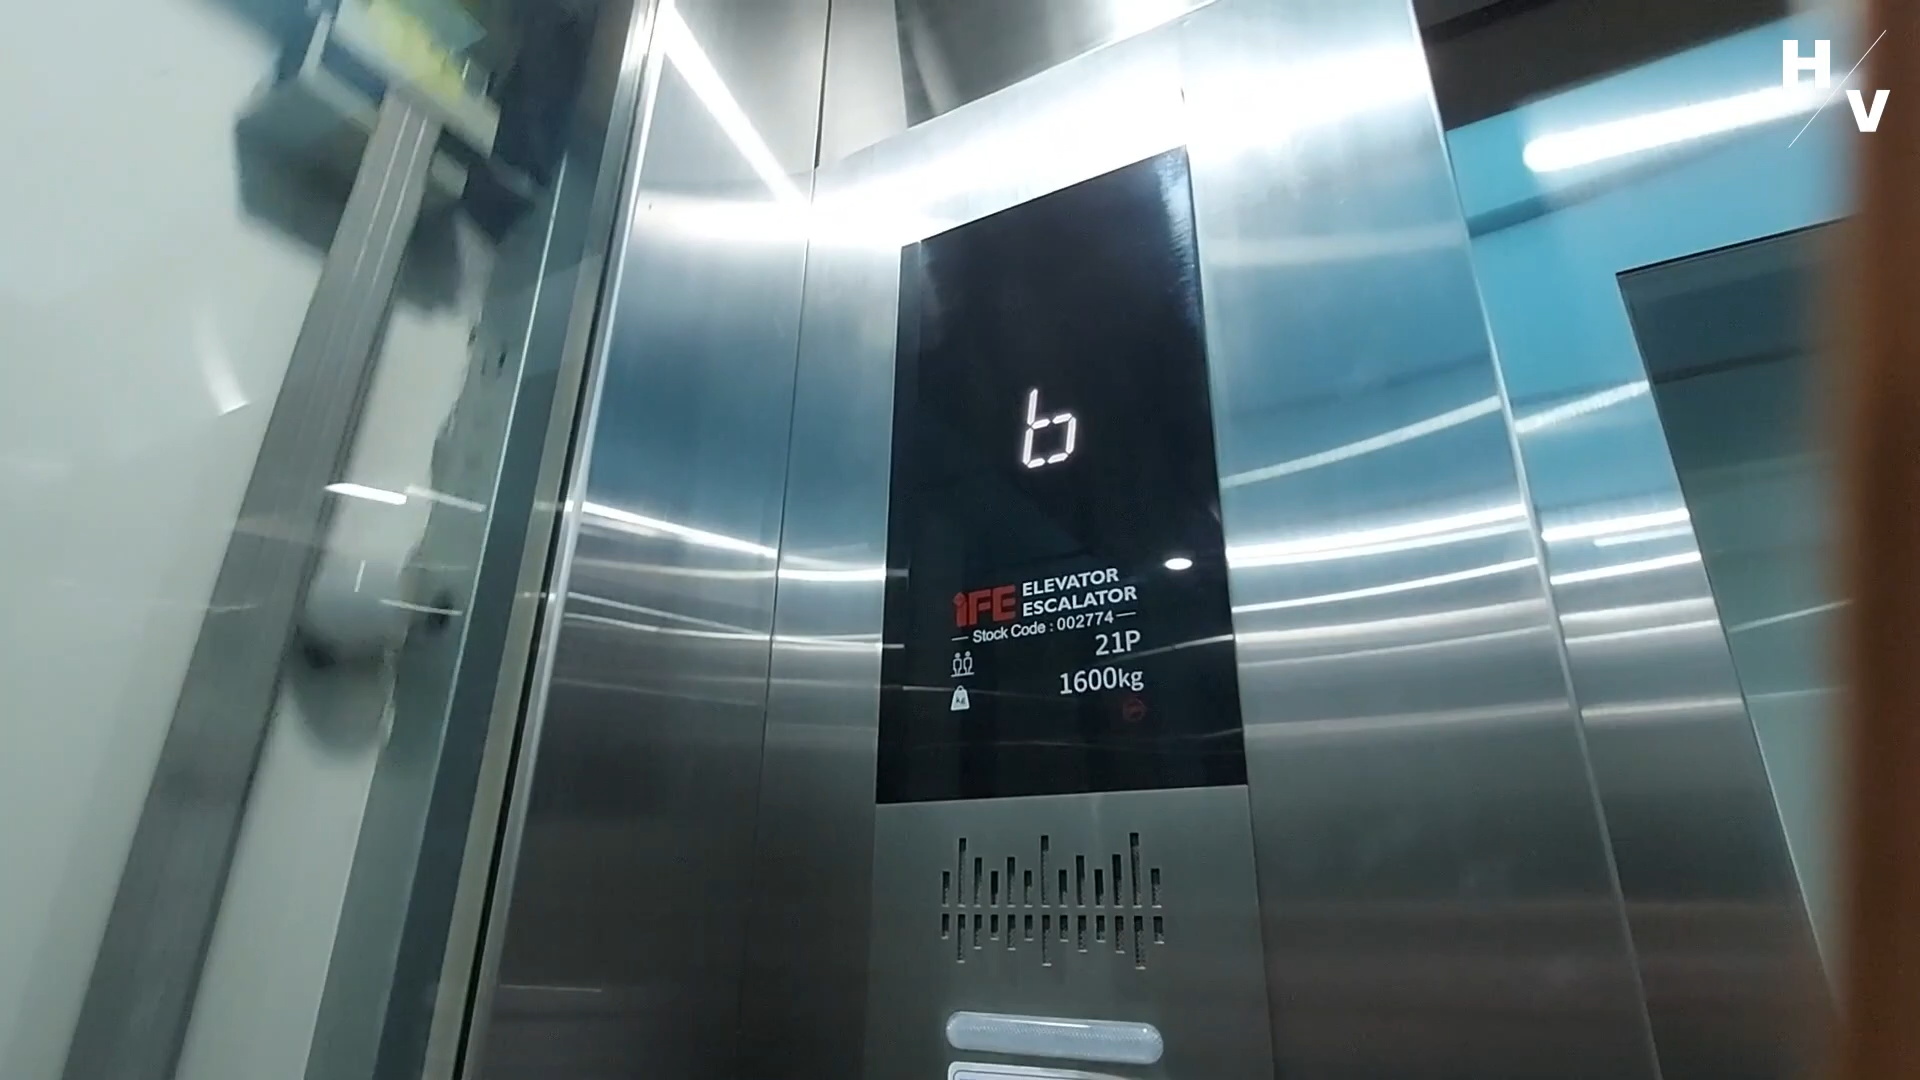 H
V
b
iFE ELEVATOR
ESCALATOR
Stock Code : 002774
21P
1600kg